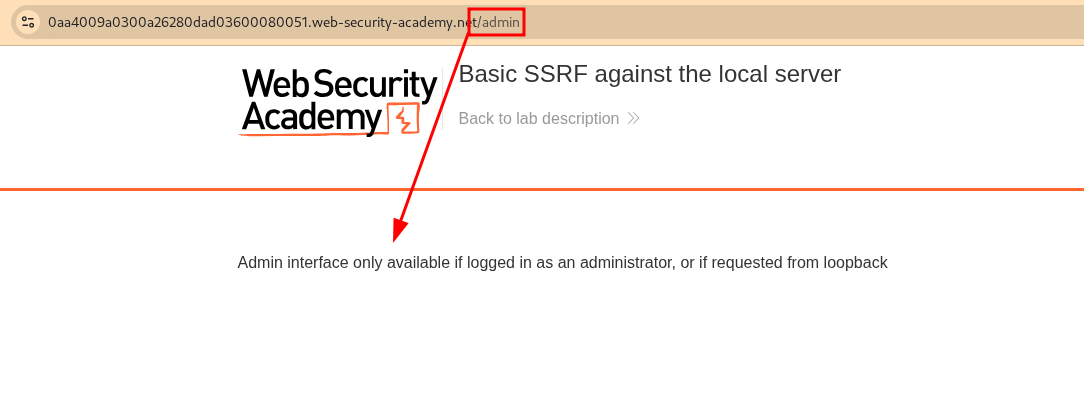 0aa4009a0300a26280dad03600080051.web-security-academy.net/admin
Web Security
Academy
Basic SSRF against the local server
Back to lab description
Admin interface only available if logged in as an administrator, or if requested from loopback